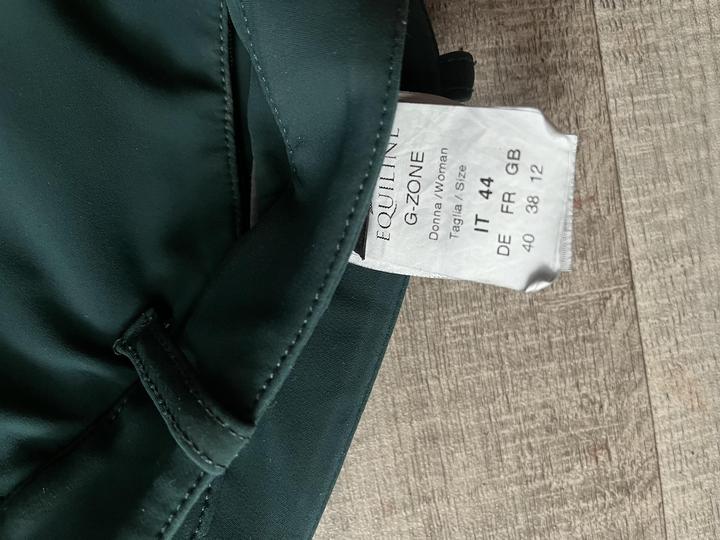 EQUILINE
G-ZONE
Donna/Woman
Taglia / Size
IT 44
DE FR GB
40 38 12